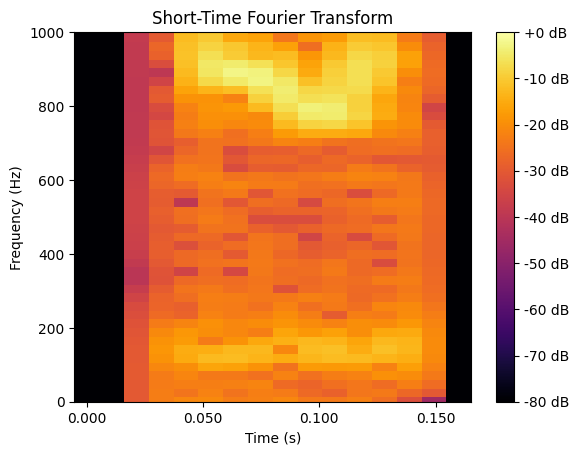 Short-Time Fourier Transform
Frequency (Hz)
1000
800
600
400
200
0
0.000
0.050
0.100
0.150
Time (s)
+0 dB
-10 dB
-20 dB
-30 dB
-40 dB
-50 dB
-60 dB
-70 dB
-80 dB